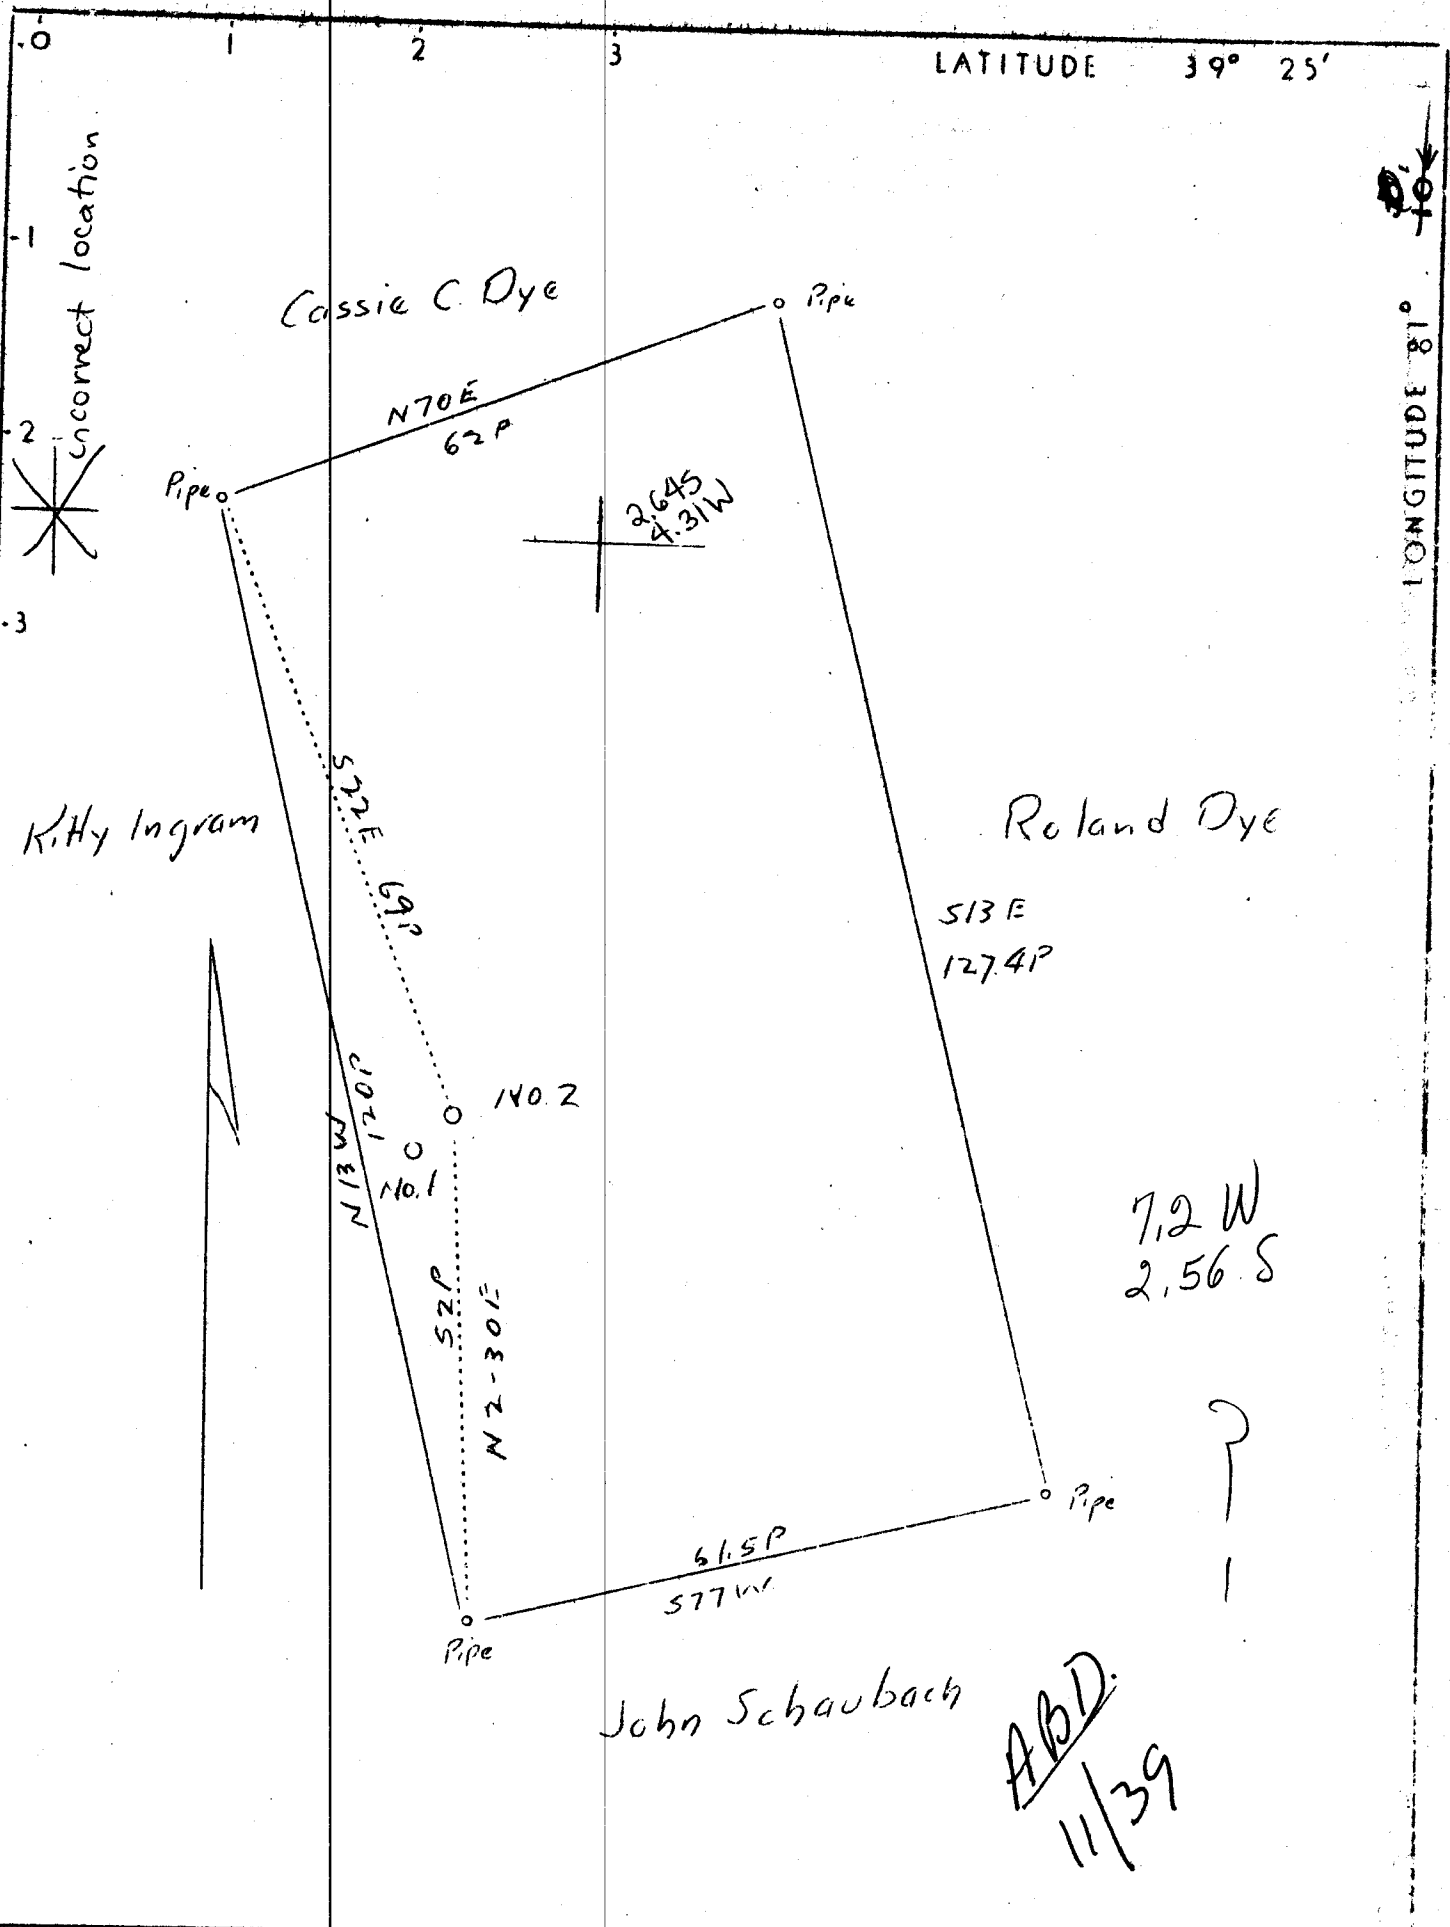 .0 1 2 3
LATITUDE 39° 25'
-1
-2
.3
Incorrect location
LONGITUDE 81°
Cassie C. Dye
Pipe
N70E
62P
Pipe
2.64S
4.31W
S22E 69P
Kitty Ingram
Roland Dye
S13E
127.4P
NO. 2
N13W
120P
NO. 1
52P
N2-30E
7.2 W
2.56 S
?
!
61.5P
S77W
Pipe
Pipe
John Schaubach
ABD.
11/39